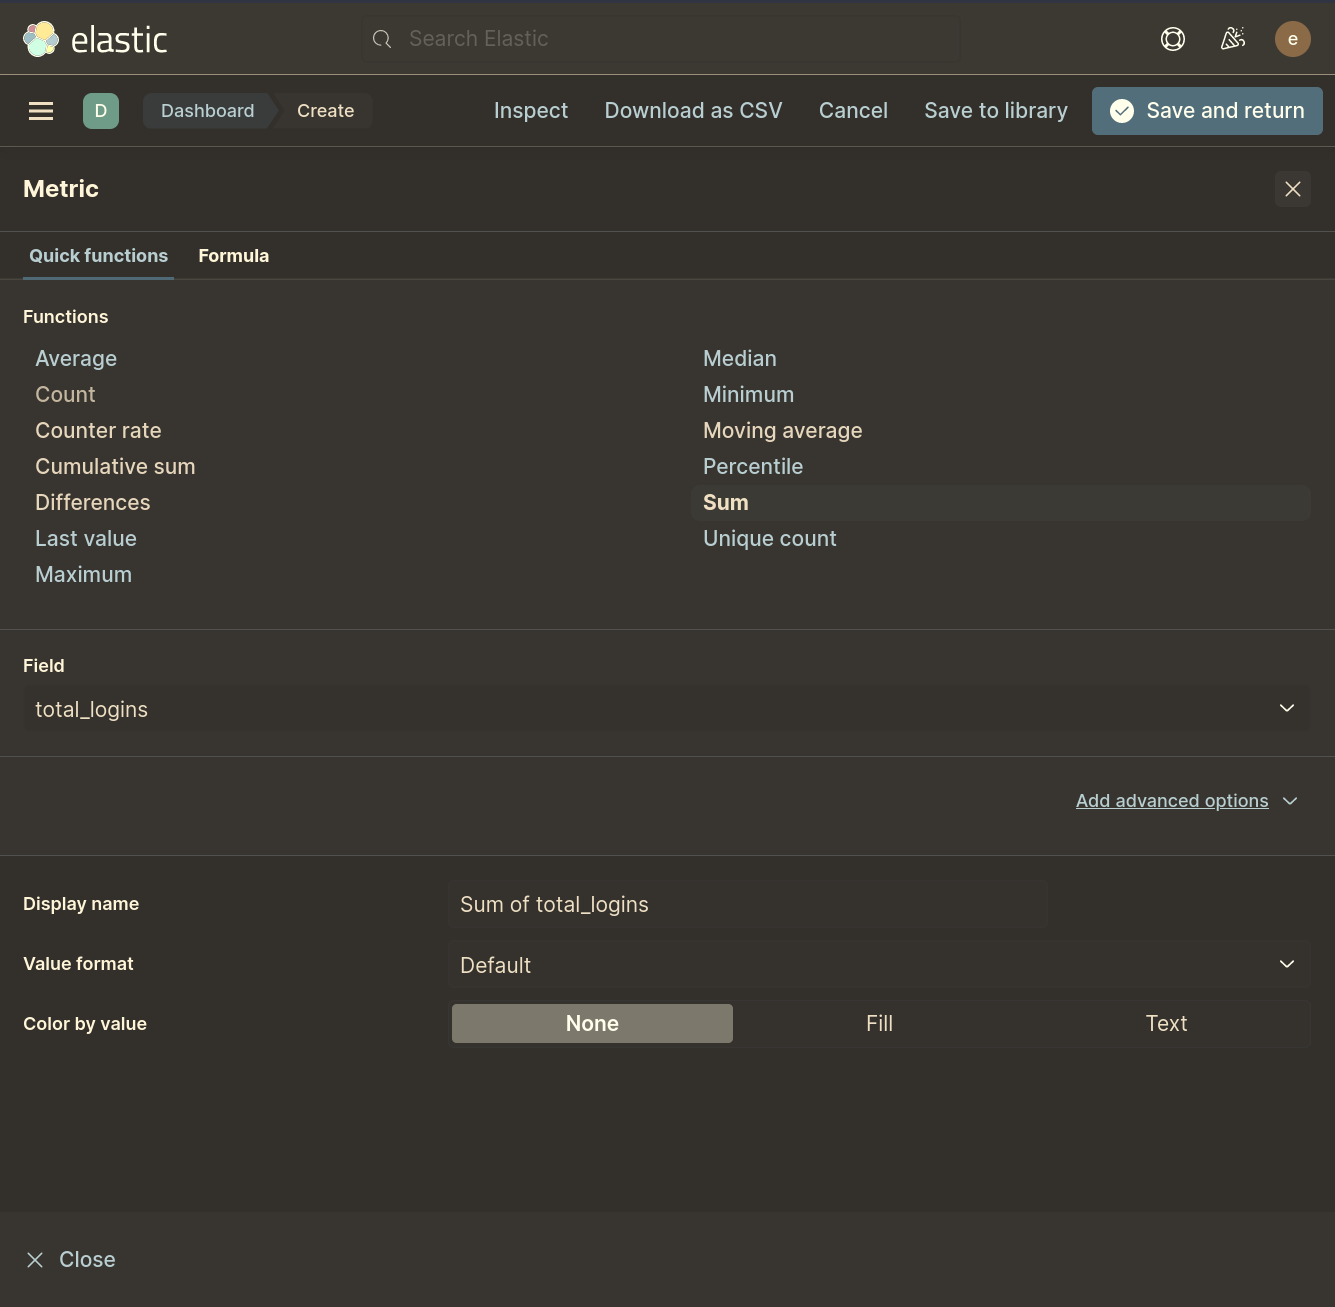 elastic
Search Elastic
e
D
Dashboard
Create
Inspect
Download as CSV
Cancel
Save to library
Save and return
Metric
Quick functions
Formula
Functions
Average
Count
Counter rate
Cumulative sum
Differences
Last value
Maximum
Median
Minimum
Moving average
Percentile
Sum
Unique count
Field
total_logins
Add advanced options
Display name
Sum of total_logins
Value format
Default
Color by value
None
Fill
Text
Close